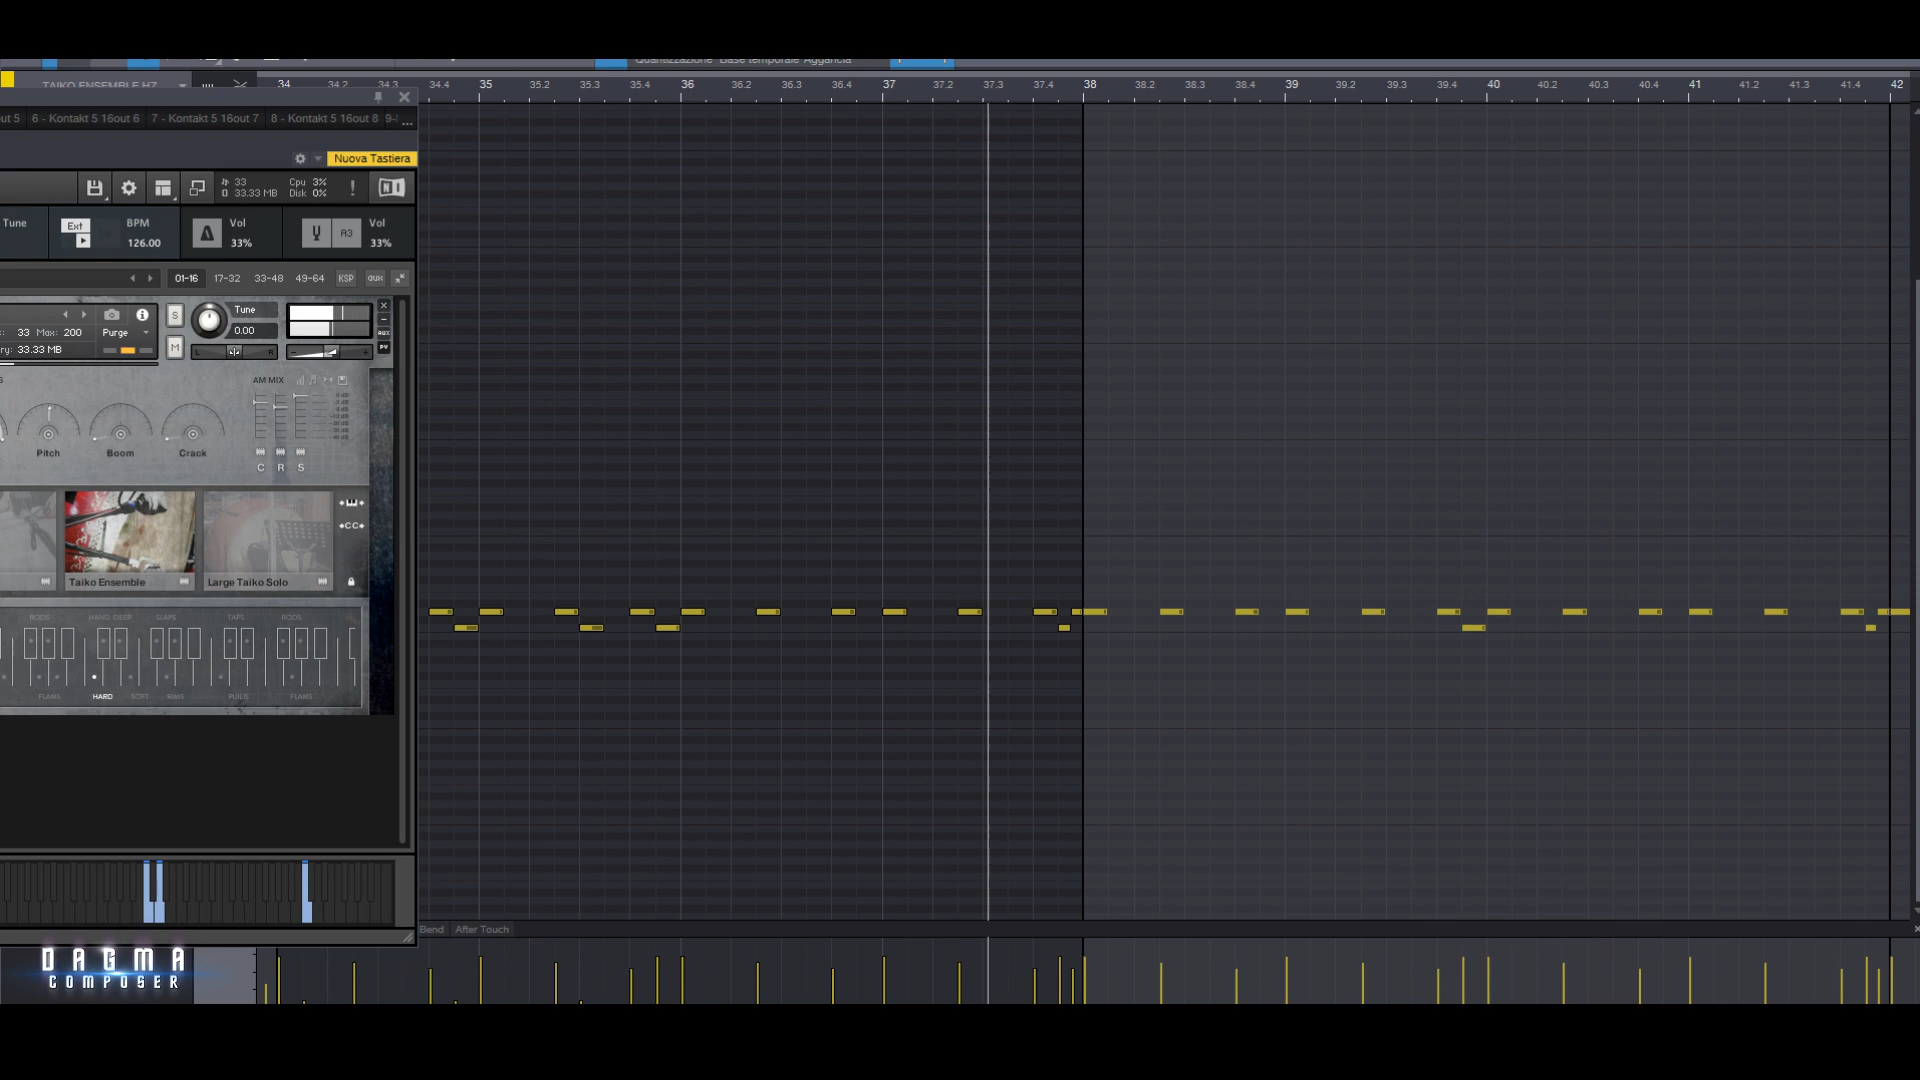 Quantizzazione Base temporale Aggancia
TAIKO ENSEMBLE HZ
34 34.2 34.3 34.4 35 35.2 35.3 35.4 36 36.2 36.3 36.4 37 37.2 37.3 37.4 38 38.2 38.3 38.4 39 39.2 39.3 39.4 40 40.2 40.3 40.4 41 41.2 41.3 41.4 42
ut 5 6 - Kontakt 5 16out 6 7 - Kontakt 5 16out 7 8 - Kontakt 5 16out 8 9- ...
Nuova Tastiera
33 Cpu 3%
33.33 MB Disk 0%
Tune Ext BPM Vol Vol
126.00 33% A3 33%
01-16 17-32 33-48 49-64 KSP aux
S Tune
33 Max: 200 Purge 0.00
ry: 33.33 MB M L R
AUX
PV
AM MIX
Pitch Boom Crack
C R S
CC
Taiko Ensemble Large Taiko Solo
RODS HAND DEEP SLAPS TAPS RODS
FLAMS HARD SOFT RIMS PULLS FLAMS
Bend After Touch
DAGMA
COMPOSER